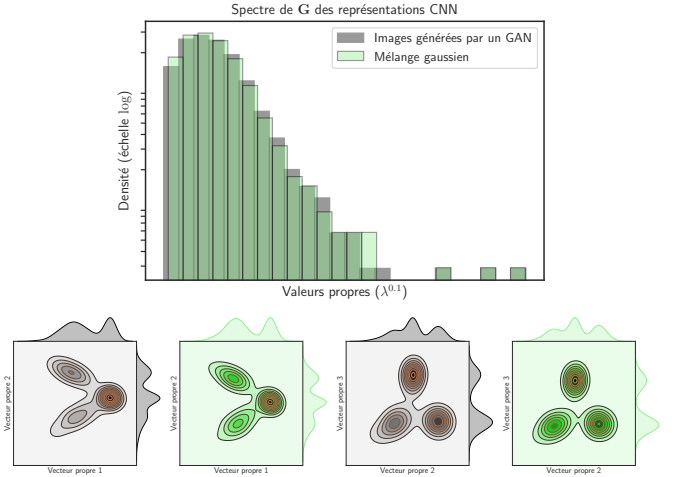 Spectre de G des représentations CNN
Images générées par un GAN
Mélange gaussien
Densité (échelle log)
Valeurs propres (λ^0.1)
Vecteur propre 2
Vecteur propre 1
Vecteur propre 2
Vecteur propre 1
Vecteur propre 3
Vecteur propre 2
Vecteur propre 3
Vecteur propre 2